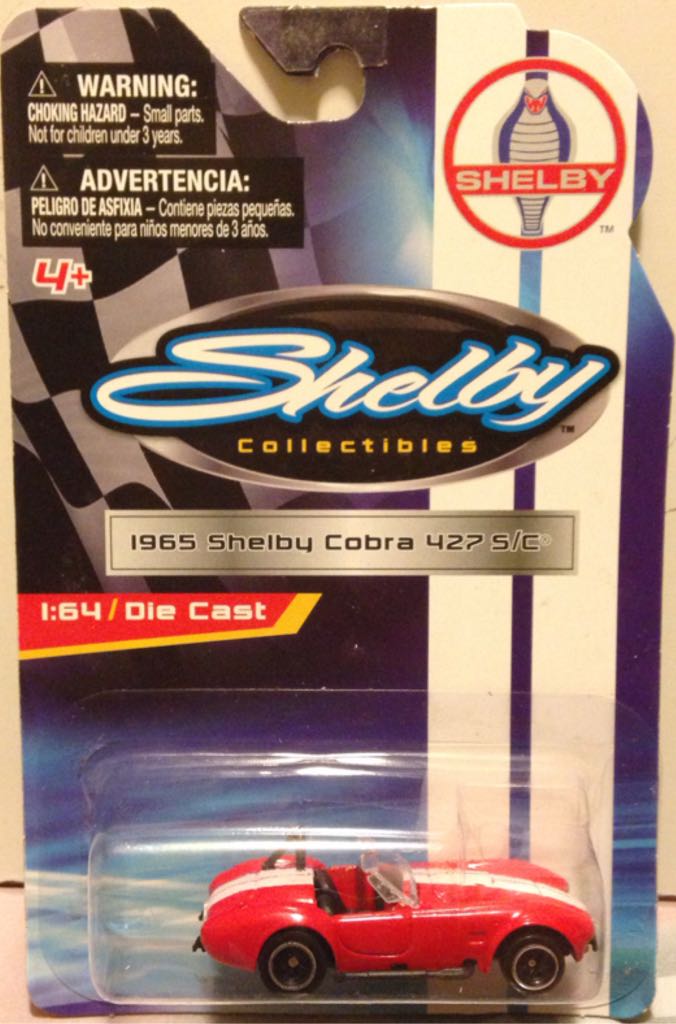 WARNING:
CHOKING HAZARD – Small parts.
Not for children under 3 years.
ADVERTENCIA:
PELIGRO DE ASFIXIA – Contiene piezas pequeñas.
No conveniente para niños menores de 3 años.
4+
SHELBY
TM
Shelby
TM
Collectibles
1965 Shelby Cobra 427 S/C®
1:64 / Die Cast